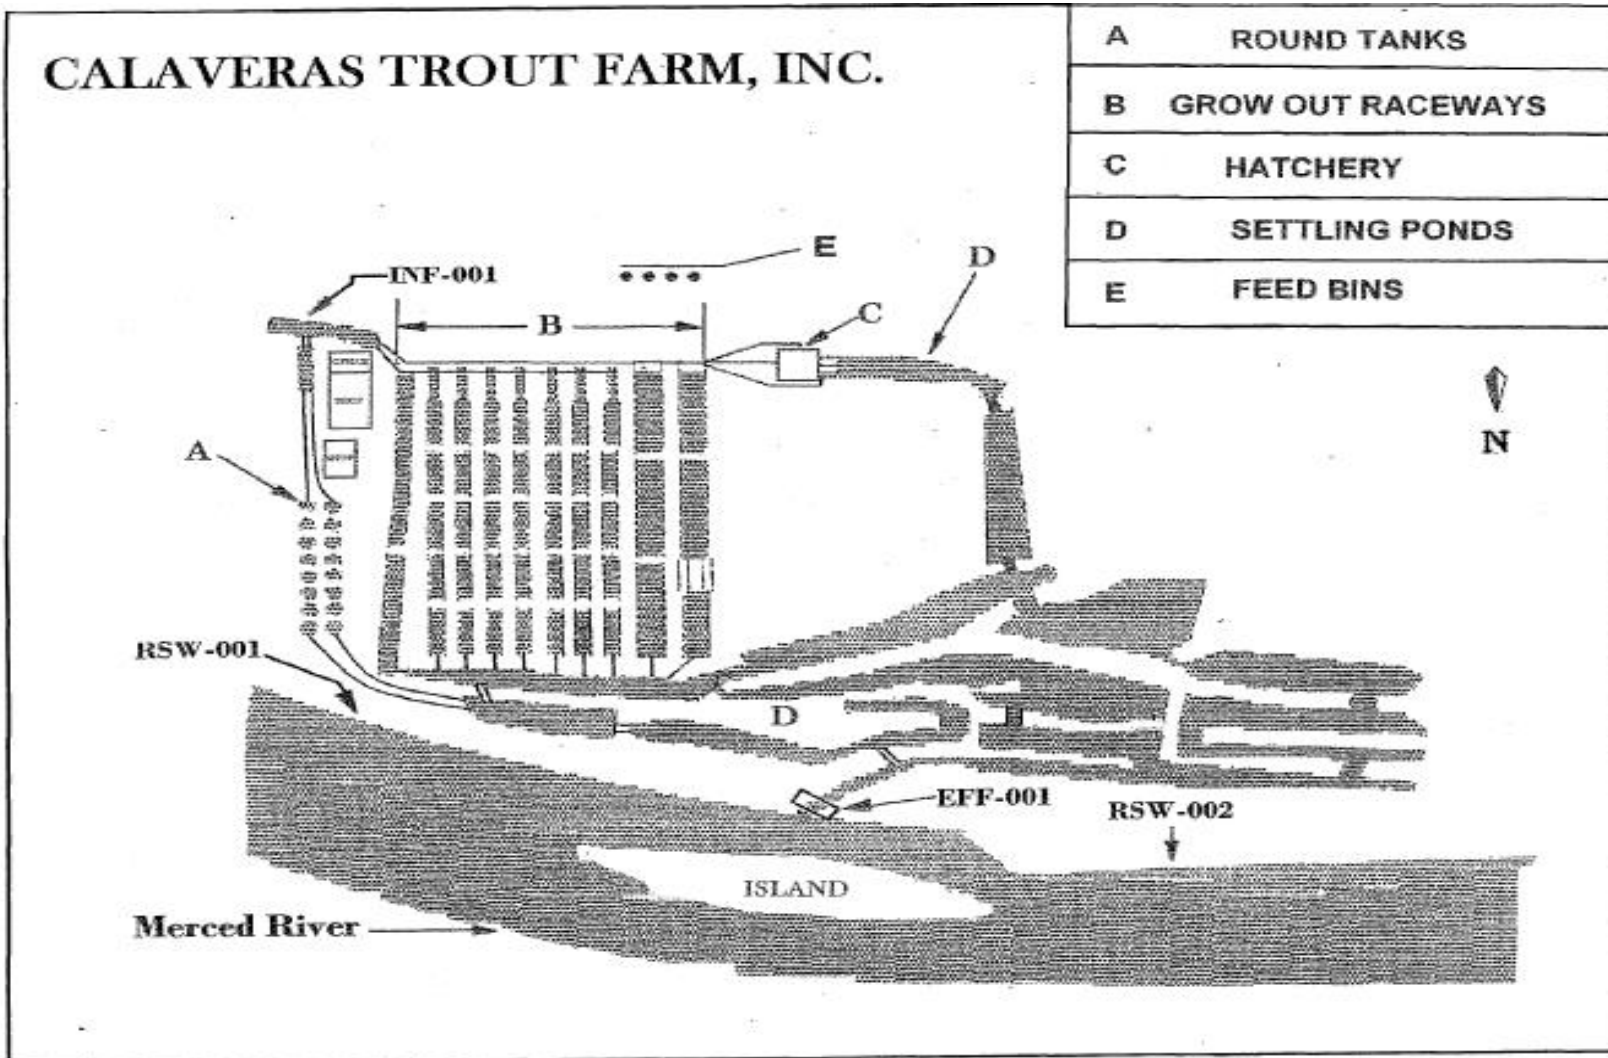 CALAVERAS TROUT FARM, INC.
A ROUND TANKS
B GROW OUT RACEWAYS
C HATCHERY
D SETTLING PONDS
E FEED BINS
E
D
INF-001
B
C
N
A
RSW-001
D
EFF-001
RSW-002
ISLAND
Merced River